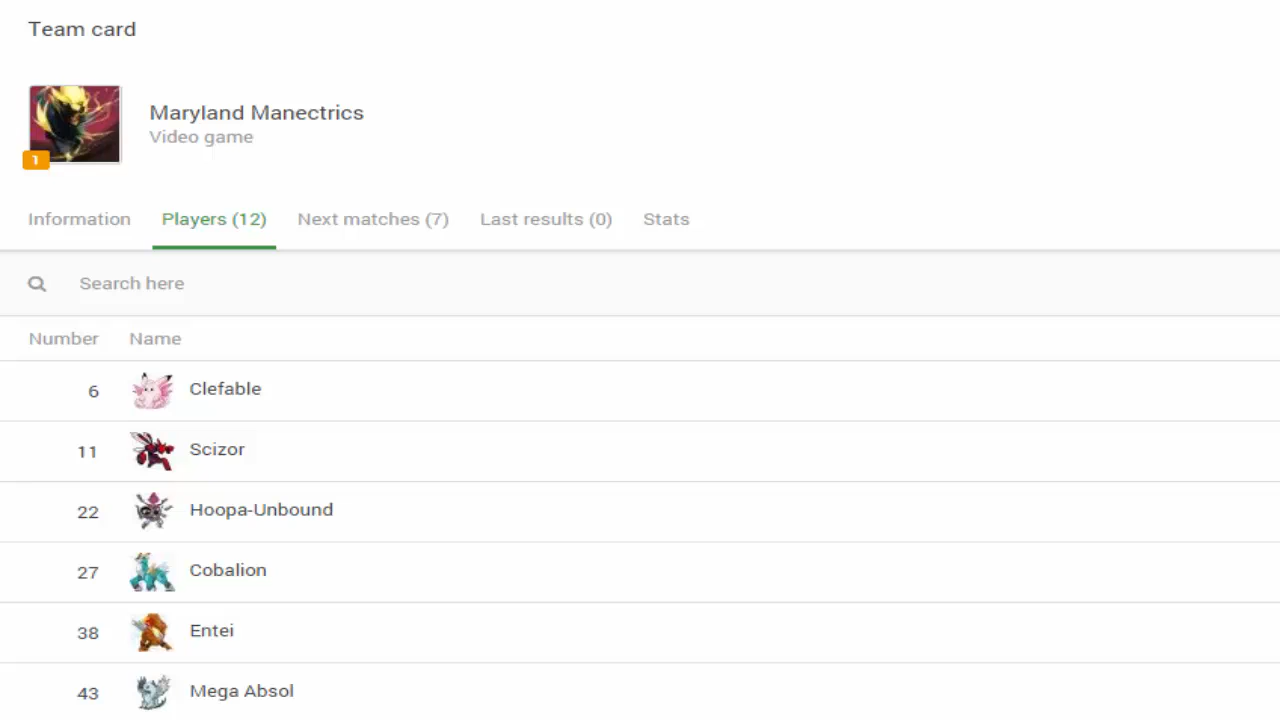 Team card
Maryland Manectrics
Video game
1
Information Players (12) Next matches (7) Last results (0) Stats
Search here
Number Name
6 Clefable
11 Scizor
22 Hoopa-Unbound
27 Cobalion
38 Entei
43 Mega Absol